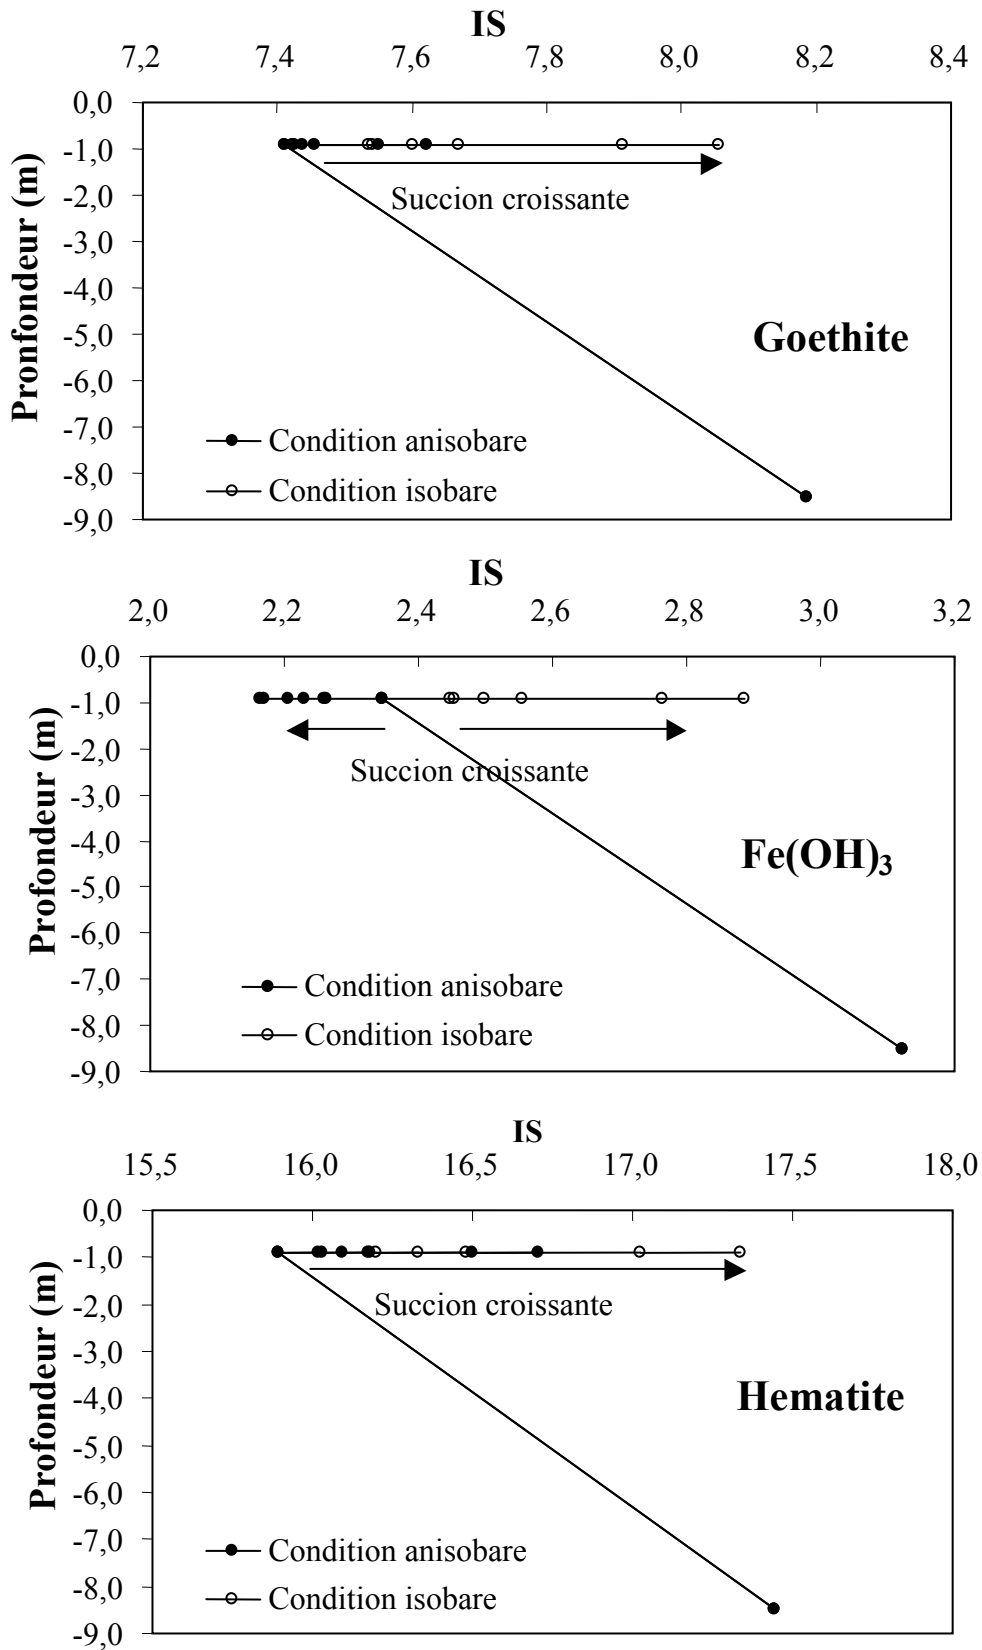 IS
7,2 7,4 7,6 7,8 8,0 8,2 8,4
0,0
-1,0
-2,0
-3,0
-4,0
-5,0
-6,0
-7,0
-8,0
-9,0
Pronfondeur (m)
Succion croissante
Goethite
Condition anisobare
Condition isobare
IS
2,0 2,2 2,4 2,6 2,8 3,0 3,2
0,0
-1,0
-2,0
-3,0
-4,0
-5,0
-6,0
-7,0
-8,0
-9,0
Profondeur (m)
Succion croissante
Fe(OH)₃
Condition anisobare
Condition isobare
IS
15,5 16,0 16,5 17,0 17,5 18,0
0,0
-1,0
-2,0
-3,0
-4,0
-5,0
-6,0
-7,0
-8,0
-9,0
Profondeur (m)
Succion croissante
Hematite
Condition anisobare
Condition isobare